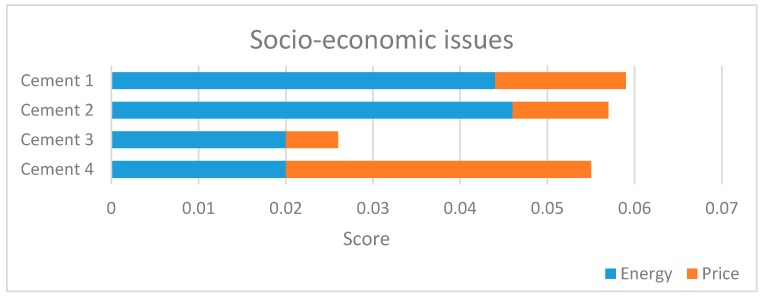 Socio-economic issues
Cement 1
Cement 2
Cement 3
Cement 4
0 0.01 0.02 0.03 0.04 0.05 0.06 0.07
Score
Energy Price